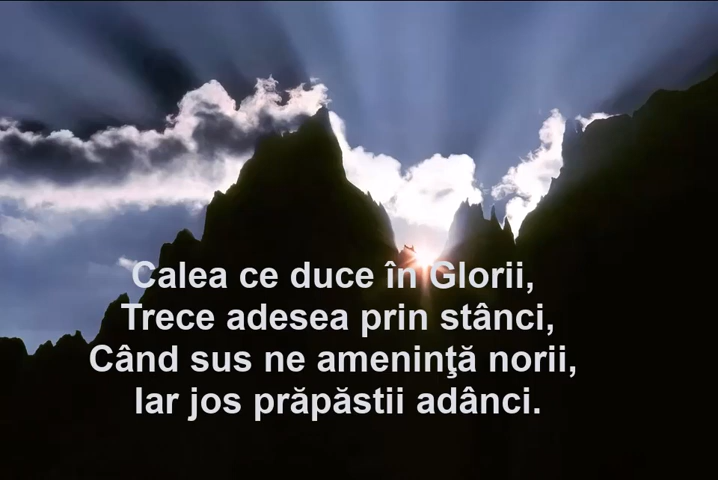 Calea ce duce în Glorii,
Trece adesea prin stânci,
Când sus ne ameninţă norii,
Iar jos prăpăstii adânci.